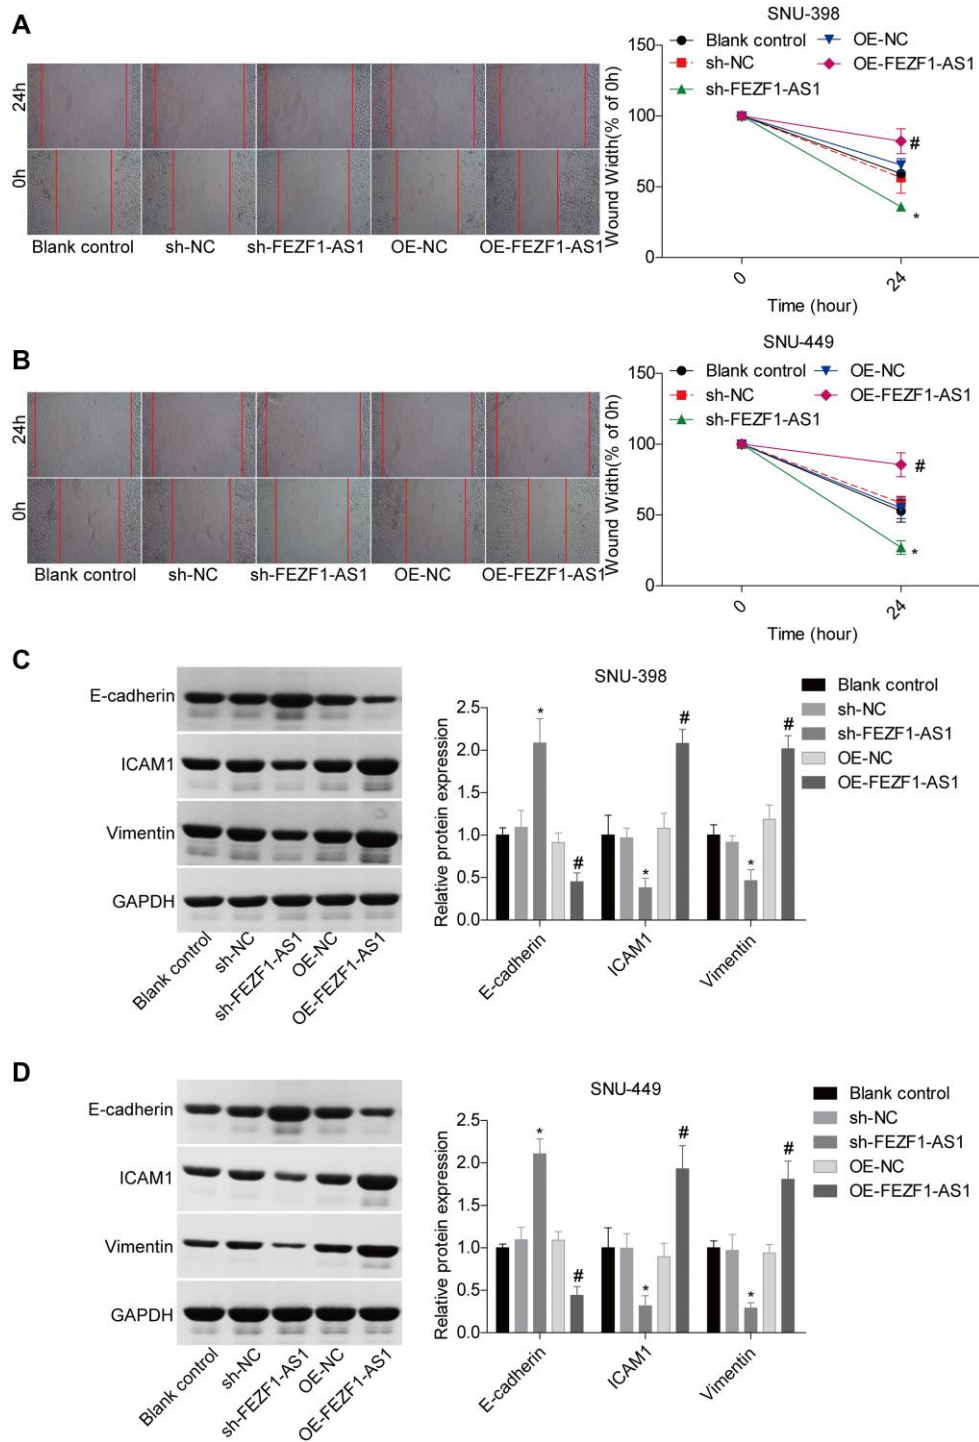 A
24h
0h
Blank control sh-NC sh-FEZF1-AS1 OE-NC OE-FEZF1-AS1
SNU-398
Blank control
sh-NC
sh-FEZF1-AS1
OE-NC
OE-FEZF1-AS1
Wound Width(% of 0h)
150
100
50
0
#
*
0 24
Time (hour)
B
24h
0h
Blank control sh-NC sh-FEZF1-AS1 OE-NC OE-FEZF1-AS1
SNU-449
Blank control
sh-NC
sh-FEZF1-AS1
OE-NC
OE-FEZF1-AS1
Wound Width(% of 0h)
150
100
50
0
#
*
0 24
Time (hour)
C
E-cadherin
ICAM1
Vimentin
GAPDH
Blank control
sh-NC
sh-FEZF1-AS1
OE-NC
OE-FEZF1-AS1
SNU-398
Relative protein expression
2.5
2.0
1.5
1.0
0.5
0.0
* # * # * #
E-cadherin
ICAM1
Vimentin
Blank control
sh-NC
sh-FEZF1-AS1
OE-NC
OE-FEZF1-AS1
D
E-cadherin
ICAM1
Vimentin
GAPDH
Blank control
sh-NC
sh-FEZF1-AS1
OE-NC
OE-FEZF1-AS1
SNU-449
Relative protein expression
2.5
2.0
1.5
1.0
0.5
0.0
* # * # * #
E-cadherin
ICAM1
Vimentin
Blank control
sh-NC
sh-FEZF1-AS1
OE-NC
OE-FEZF1-AS1